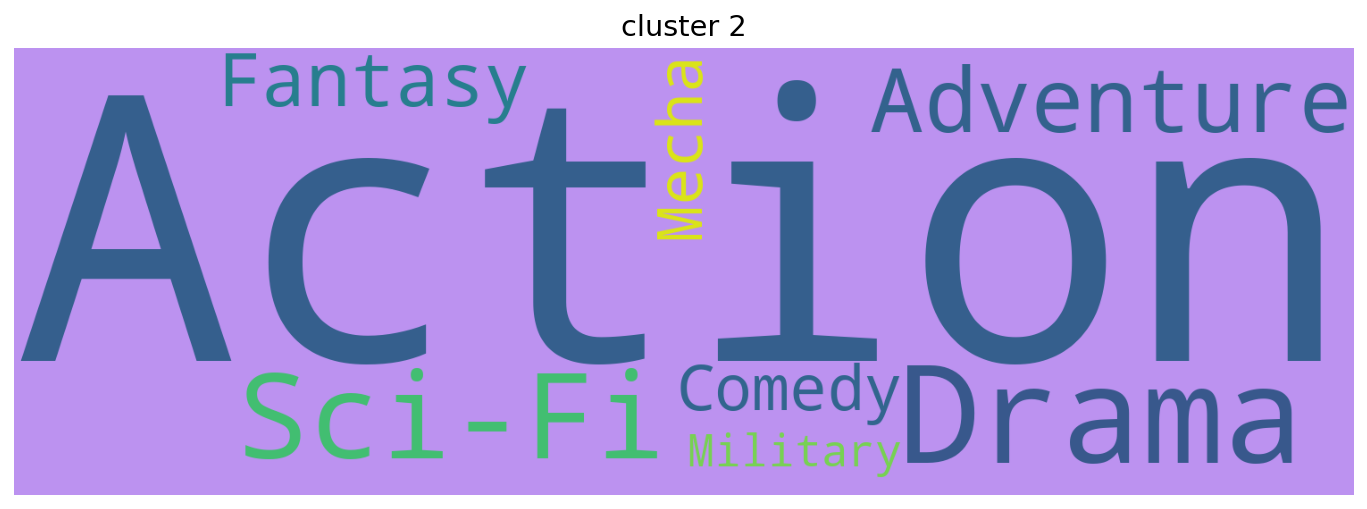 cluster 2
Fantasy
Mecha
Adventure
Action
Sci-Fi
Comedy
Drama
Military